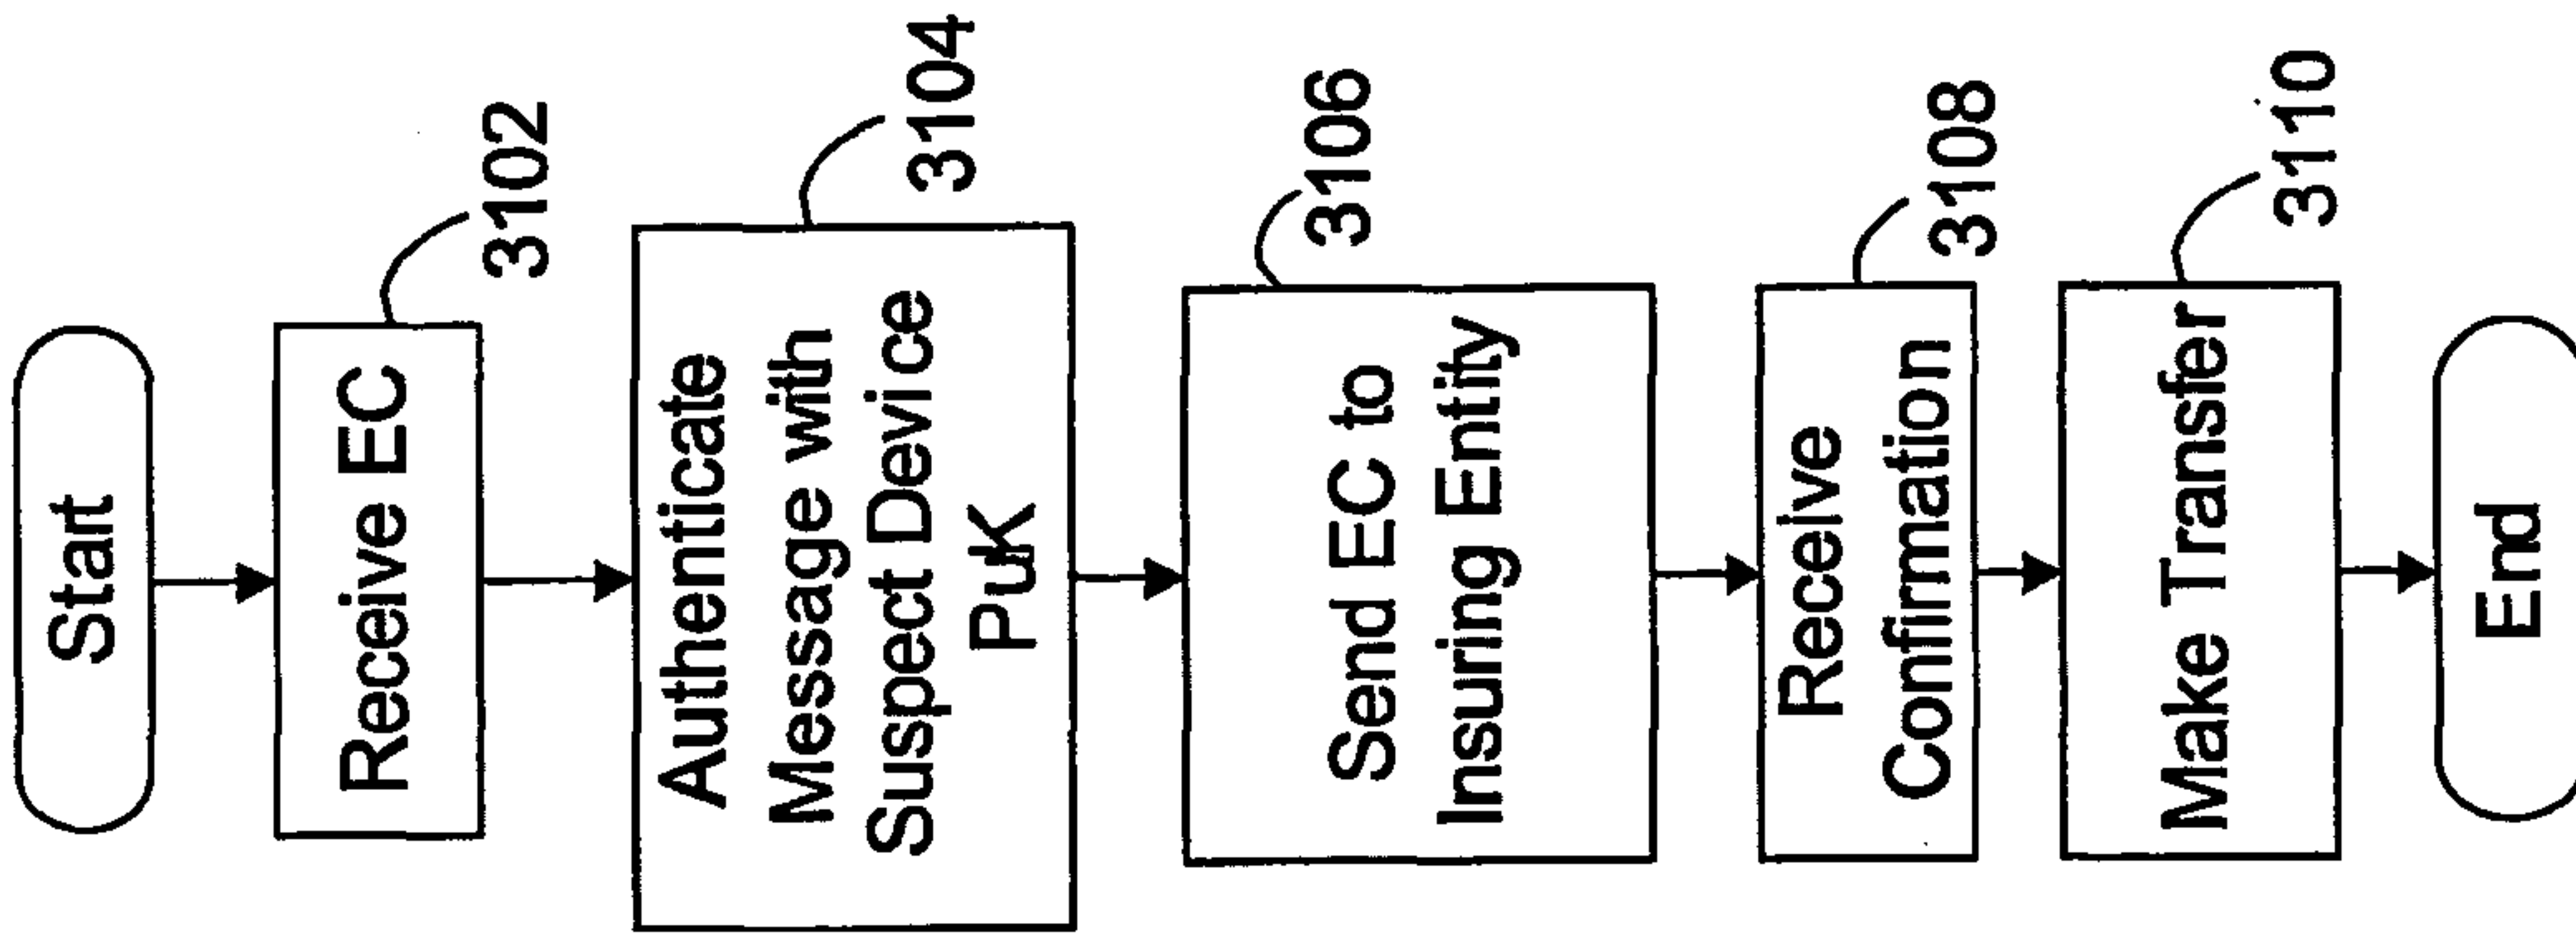 Start
Receive EC
3102
Authenticate
Message with
Suspect Device
PuK
3104
Send EC to
Insuring Entity
3106
Receive
Confirmation
3108
Make Transfer
3110
End